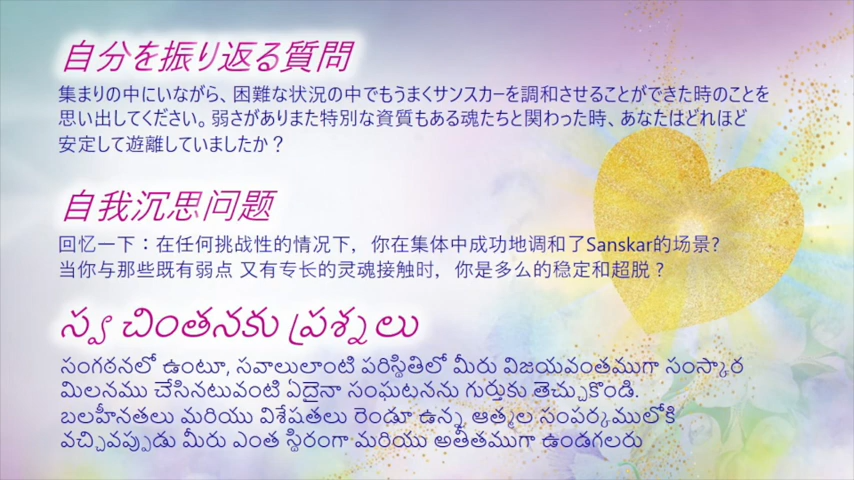 自分を振り返る質問
集まりの中にいながら、困難な状況の中でもうまくサンスカーを調和させることができた時のことを
思い出してください。弱さがありまた特別な資質もある魂たちと関わった時、あなたはどれほど
安定して遊離していましたか？
自我沉思问题
回忆一下：在任何挑战性的情况下，你在集体中成功地调和了Sanskar的场景?
当你与那些既有弱点 又有专长的灵魂接触时，你是多么的稳定和超脱？
స్వ చింతనకు ప్రశ్నలు
సంగఠనలో ఉంటూ, సవాలులాంటి పరిస్థితిలో మీరు విజయవంతముగా సంస్కార
మిలనము చేసినటువంటి ఏదైనా సంఘటనను గుర్తుకు తెచ్చుకొండి.
బలహీనతలు మరియు విశేషతలు రెండూ ఉన్న ఆత్మల సంపర్కములోకి
వచ్చివప్పుడు మీరు ఎంత స్థిరంగా మరియు అతీతముగా ఉండగలరు